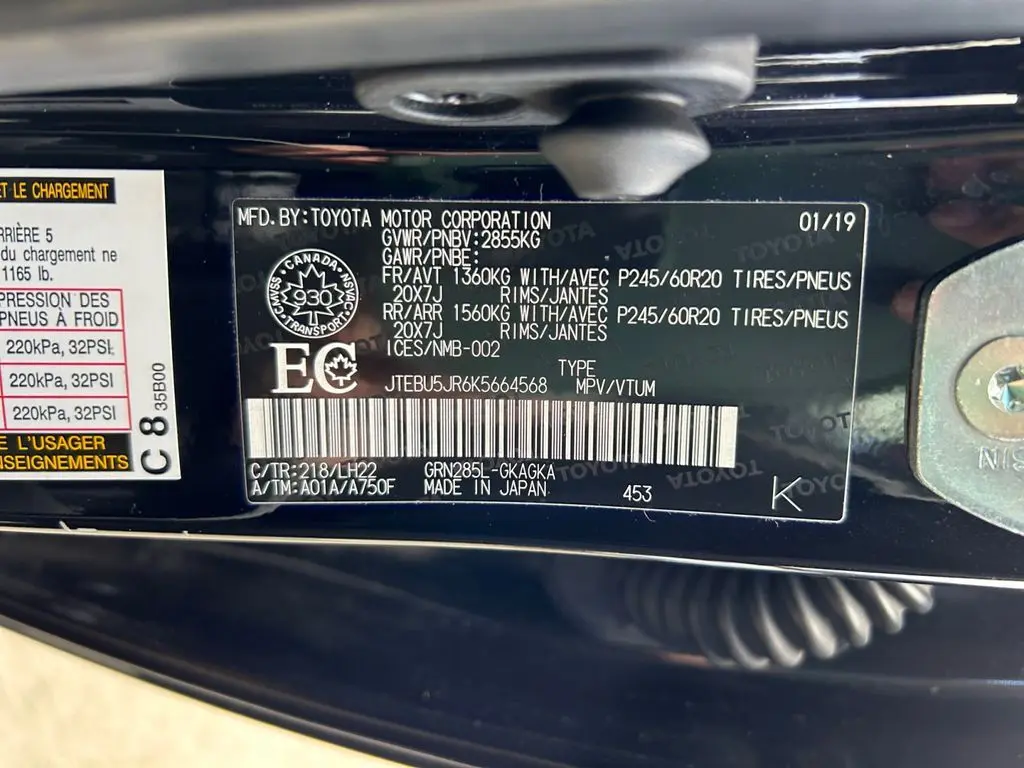 ET LE CHARGEMENT
RRIÈRE 5
du chargement ne
1165 lb.
PRESSION DES
PNEUS À FROID
220kPa, 32PSI
220kPa, 32PSI
220kPa, 32PSI
E L'USAGER
NSEIGNEMENTS
C 8
35B00
MFD. BY:TOYOTA MOTOR CORPORATION 01/19
GVWR/PNBV:2855KG
GAWR/PNBE:
FR/AVT 1360KG WITH/AVEC P245/60R20 TIRES/PNEUS
20X7J RIMS/JANTES
RR/ARR 1560KG WITH/AVEC P245/60R20 TIRES/PNEUS
20X7J RIMS/JANTES
ICES/NMB-002
CANADA
930
TRANSPORT
EC
TYPE
JTEBU5JR6K5664568 MPV/VTUM
C/TR:218/LH22 GRN285L-GKAGKA
A/TM:A01A/A750F MADE IN JAPAN 453 K
TOYOTA